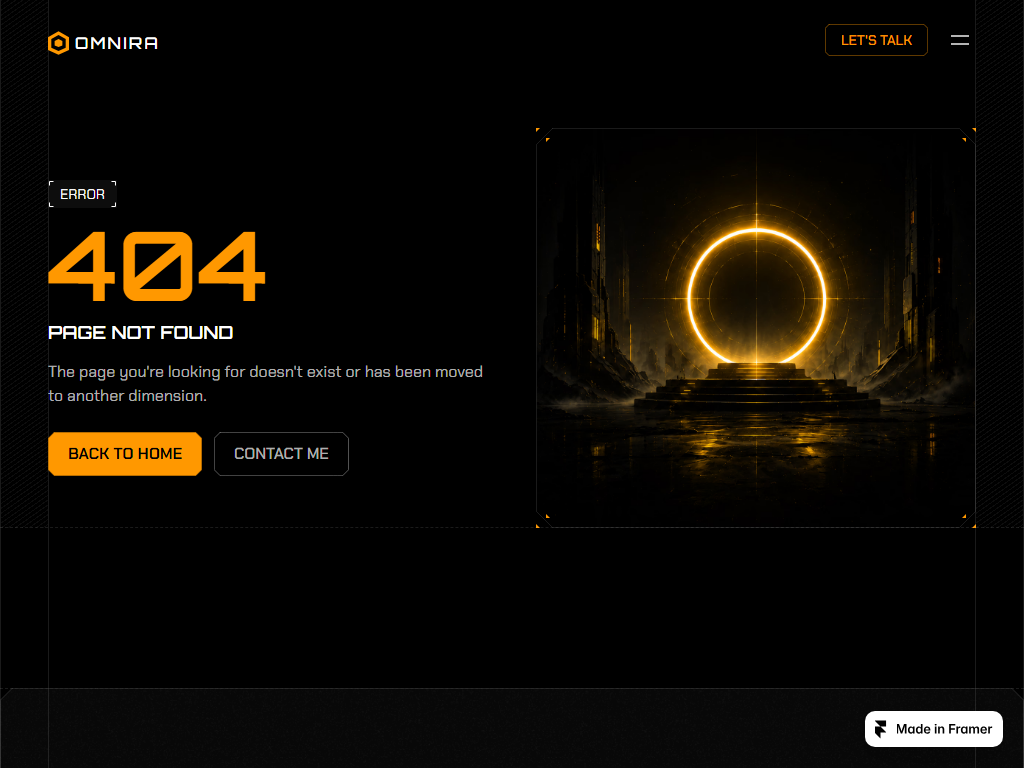 OMNIRA
LET'S TALK
ERROR
404
PAGE NOT FOUND
The page you're looking for doesn't exist or has been moved
to another dimension.
BACK TO HOME
CONTACT ME
Made in Framer